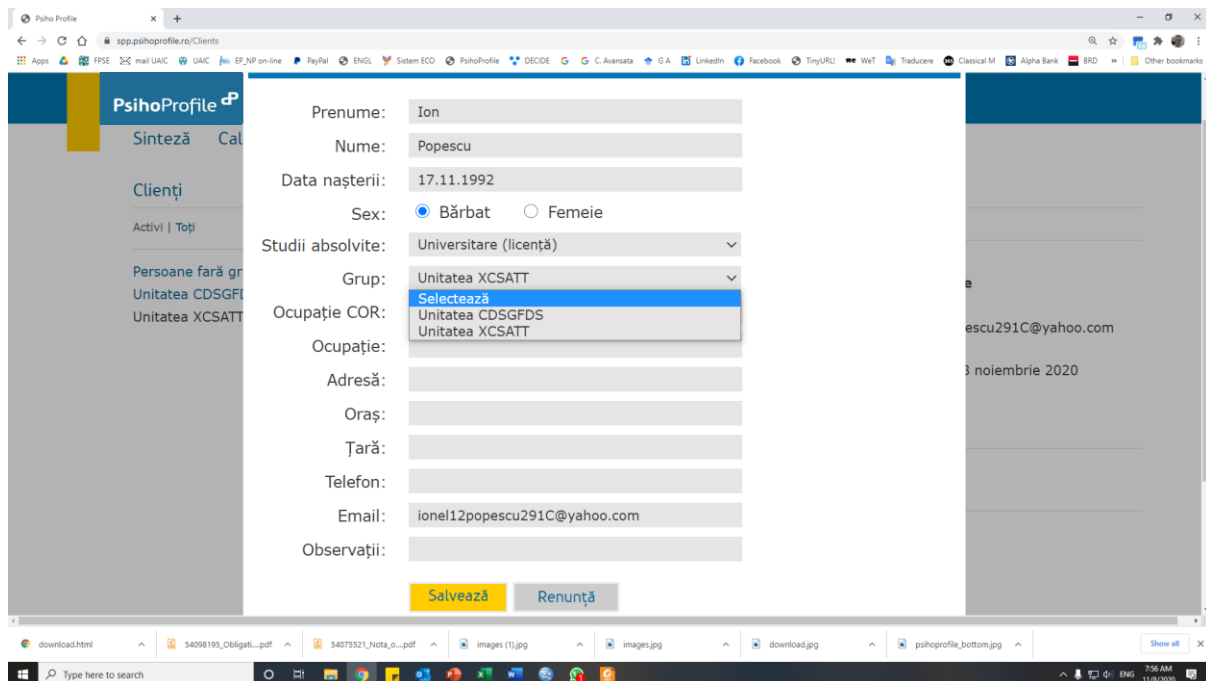 Psiho Profile
spp.psihoprofile.ro/Clients
Apps FPSE mail UAIC UAIC EP_NP on-line PayPal ENGL Sistem ECO PsihoProfile DECIDE G C. Avansata G A LinkedIn Facebook TinyURL! WeT Traducere Classical M Alpha Bank BRD » Other bookmarks
PsihoProfile
Sinteză Cal
Clienți
Activi | Toți
Persoane fară gr
Unitatea CDSGF
Unitatea XCSATT
Prenume: Ion
Nume: Popescu
Data nașterii: 17.11.1992
Sex: Bărbat Femeie
Studii absolvite: Universitare (licență)
Grup: Unitatea XCSATT
Selectează
Unitatea CDSGFDS
Unitatea XCSATT
Ocupație COR:
Ocupație:
Adresă:
Oraș:
Țară:
Telefon:
Email: ionel12popescu291C@yahoo.com
Observații:
Salvează Renunță
e
escu291C@yahoo.com
noiembrie 2020
download.html 54098195_Obligati....pdf 54075521_Nota_o....pdf images (1).jpg images.jpg download.jpg psihoprofile_bottom.jpg Show all
Type here to search ENG 7:56 AM
11/8/2020